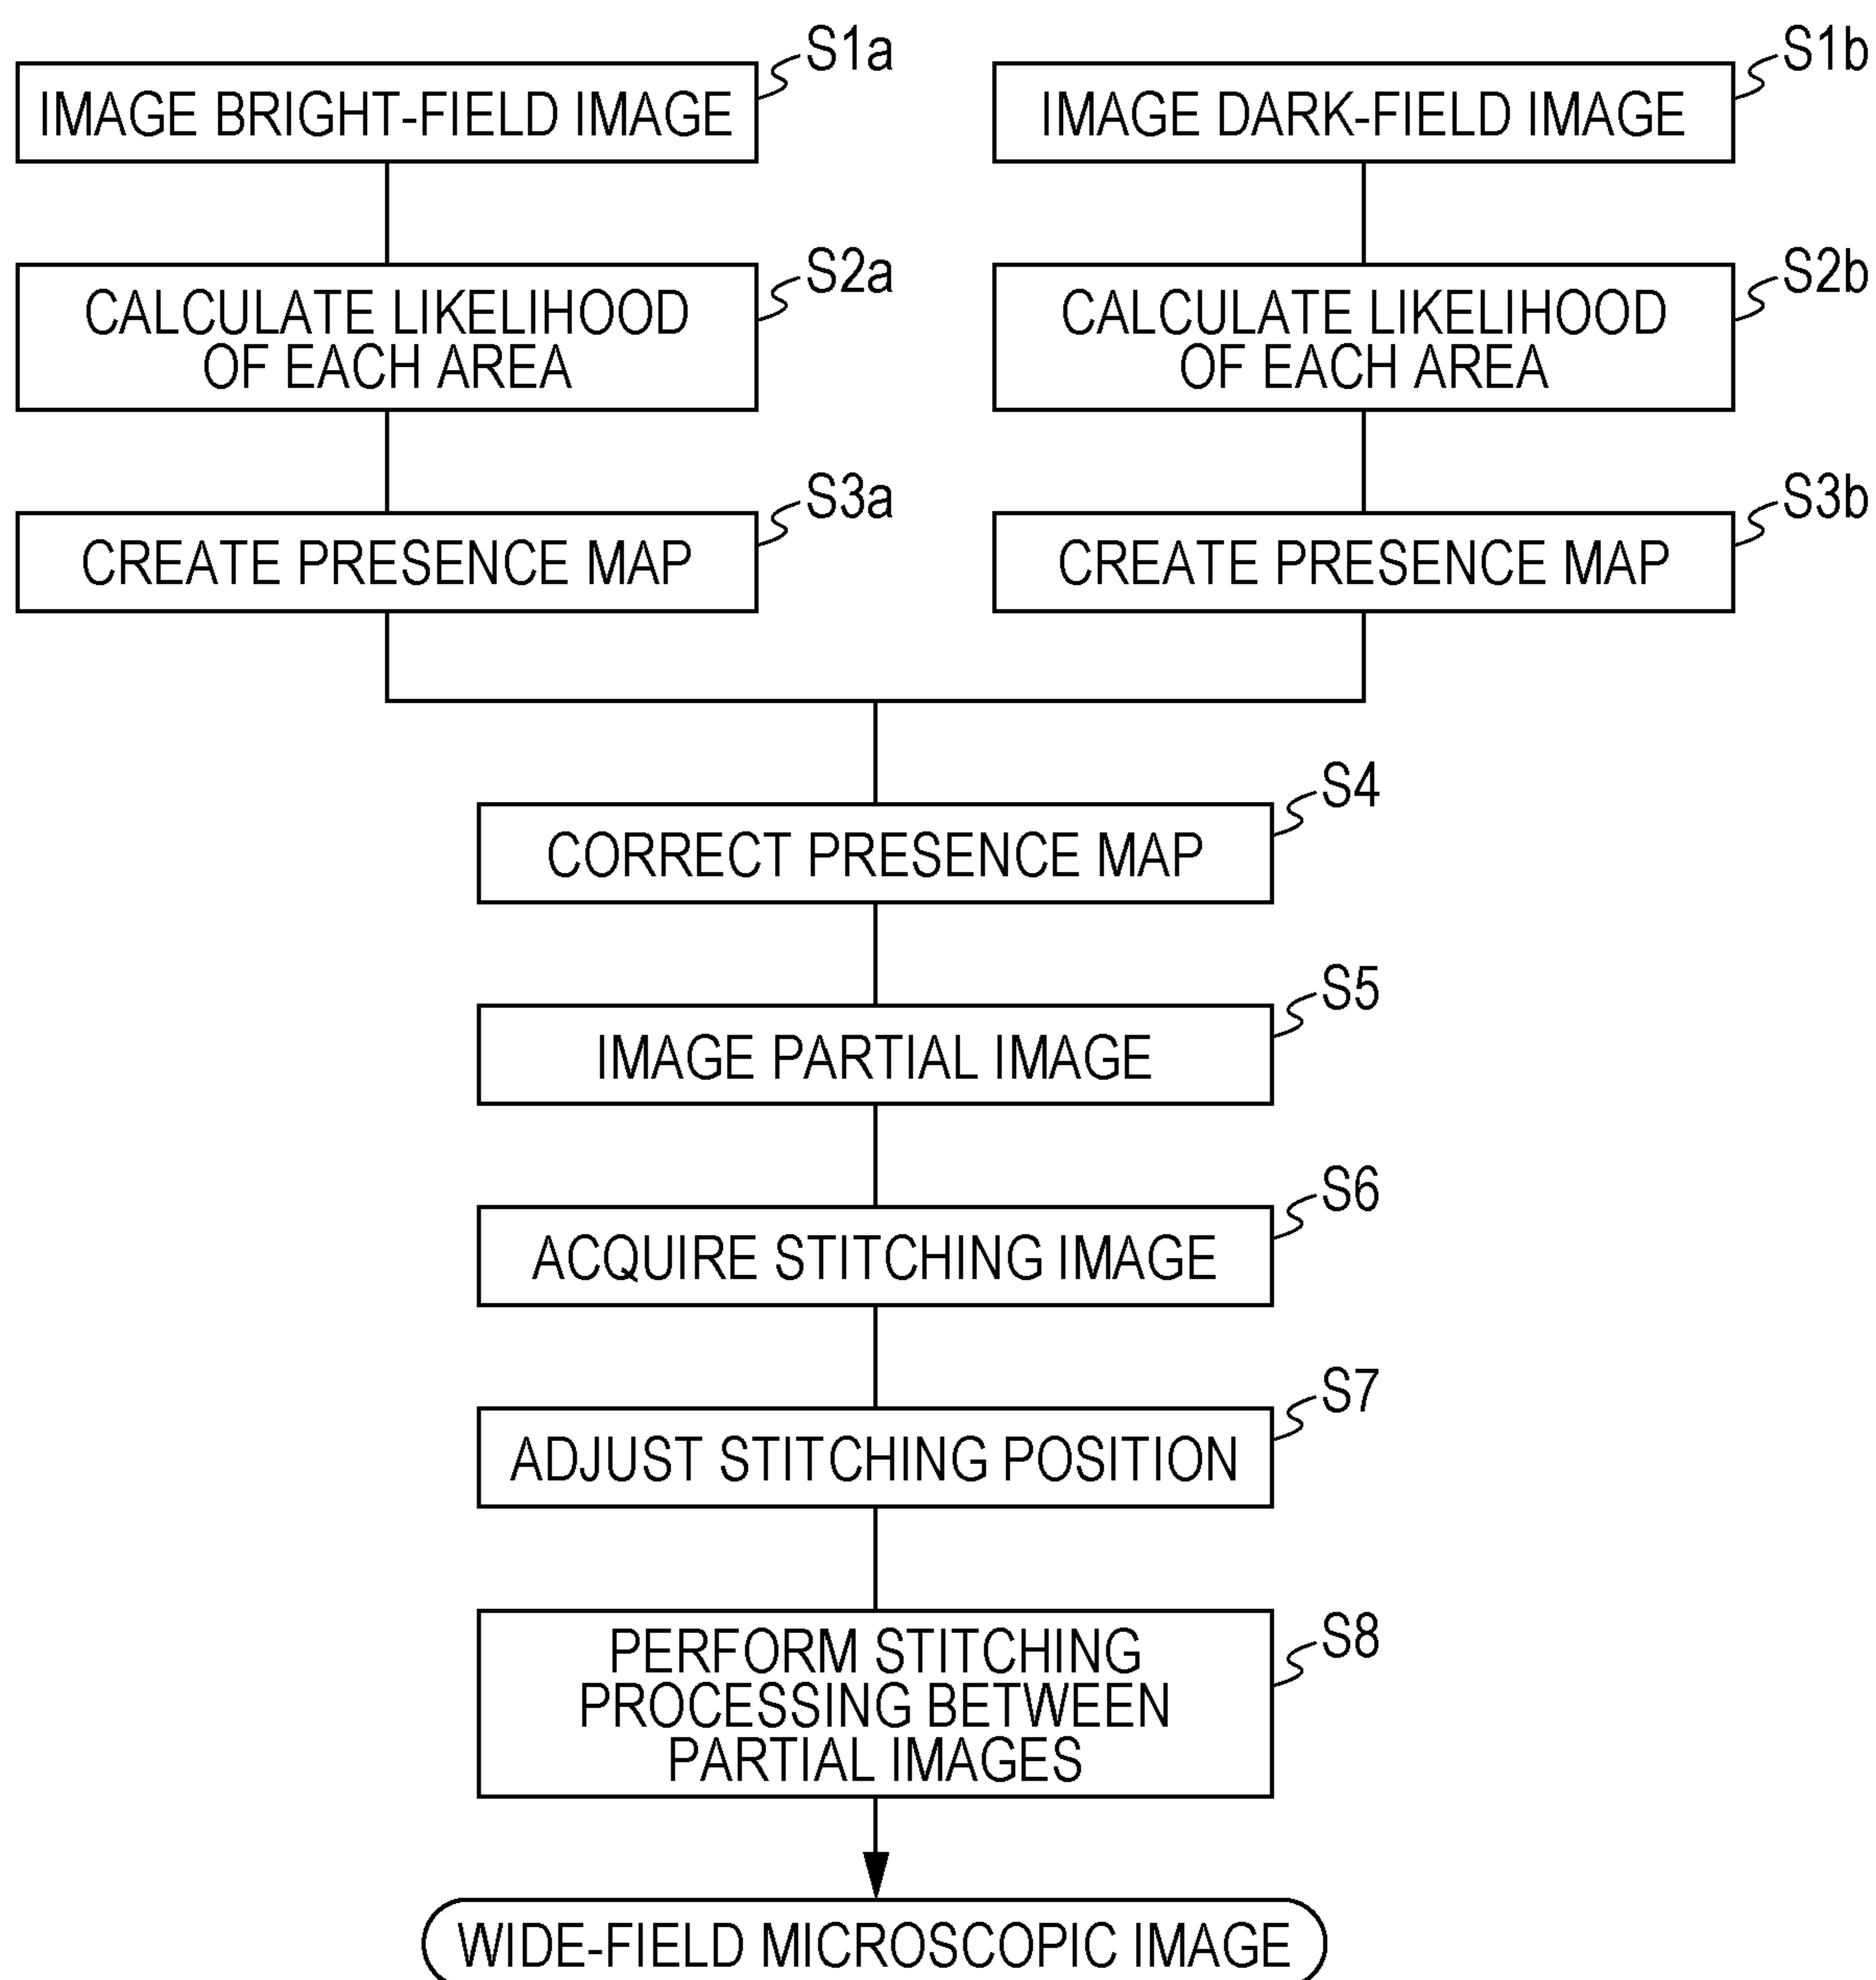 S1a
IMAGE BRIGHT-FIELD IMAGE
S1b
IMAGE DARK-FIELD IMAGE
S2a
CALCULATE LIKELIHOOD
OF EACH AREA
S2b
CALCULATE LIKELIHOOD
OF EACH AREA
S3a
CREATE PRESENCE MAP
S3b
CREATE PRESENCE MAP
S4
CORRECT PRESENCE MAP
S5
IMAGE PARTIAL IMAGE
S6
ACQUIRE STITCHING IMAGE
S7
ADJUST STITCHING POSITION
S8
PERFORM STITCHING
PROCESSING BETWEEN
PARTIAL IMAGES
WIDE-FIELD MICROSCOPIC IMAGE